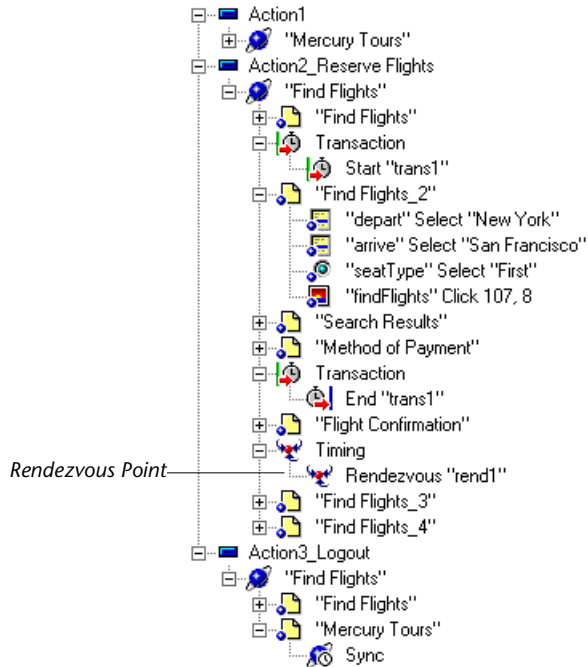 Action1
"Mercury Tours"
Action2_Reserve Flights
"Find Flights"
"Find Flights"
Transaction
Start "trans1"
"Find Flights_2"
"depart" Select "New York"
"arrive" Select "San Francisco"
"seatType" Select "First"
"findFlights" Click 107, 8
"Search Results"
"Method of Payment"
Transaction
End "trans1"
"Flight Confirmation"
Timing
Rendezvous Point Rendezvous "rend1"
"Find Flights_3"
"Find Flights_4"
Action3_Logout
"Find Flights"
"Find Flights"
"Mercury Tours"
Sync